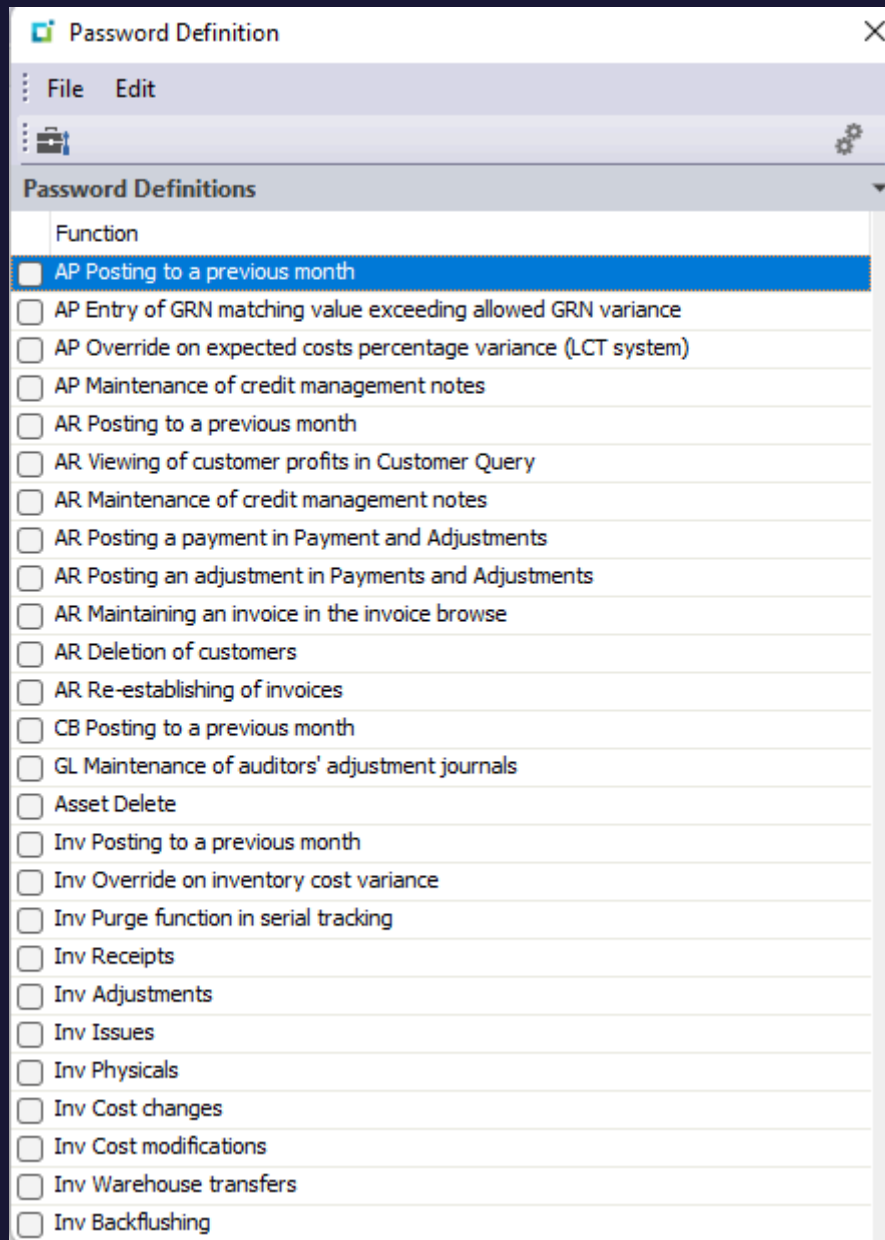 Password Definition
File Edit
Password Definitions
Function
AP Posting to a previous month
AP Entry of GRN matching value exceeding allowed GRN variance
AP Override on expected costs percentage variance (LCT system)
AP Maintenance of credit management notes
AR Posting to a previous month
AR Viewing of customer profits in Customer Query
AR Maintenance of credit management notes
AR Posting a payment in Payment and Adjustments
AR Posting an adjustment in Payments and Adjustments
AR Maintaining an invoice in the invoice browse
AR Deletion of customers
AR Re-establishing of invoices
CB Posting to a previous month
GL Maintenance of auditors' adjustment journals
Asset Delete
Inv Posting to a previous month
Inv Override on inventory cost variance
Inv Purge function in serial tracking
Inv Receipts
Inv Adjustments
Inv Issues
Inv Physicals
Inv Cost changes
Inv Cost modifications
Inv Warehouse transfers
Inv Backflushing